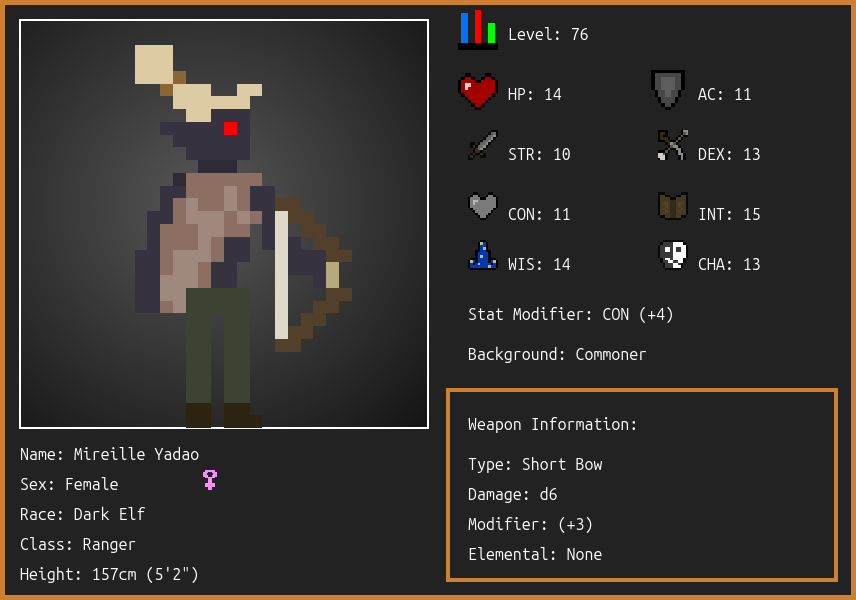 Level: 76
HP: 14
AC: 11
STR: 10
DEX: 13
CON: 11
INT: 15
WIS: 14
CHA: 13
Stat Modifier: CON (+4)
Background: Commoner
Weapon Information:
Type: Short Bow
Damage: d6
Modifier: (+3)
Elemental: None
Name: Mireille Yadao
Sex: Female
Race: Dark Elf
Class: Ranger
Height: 157cm (5'2")